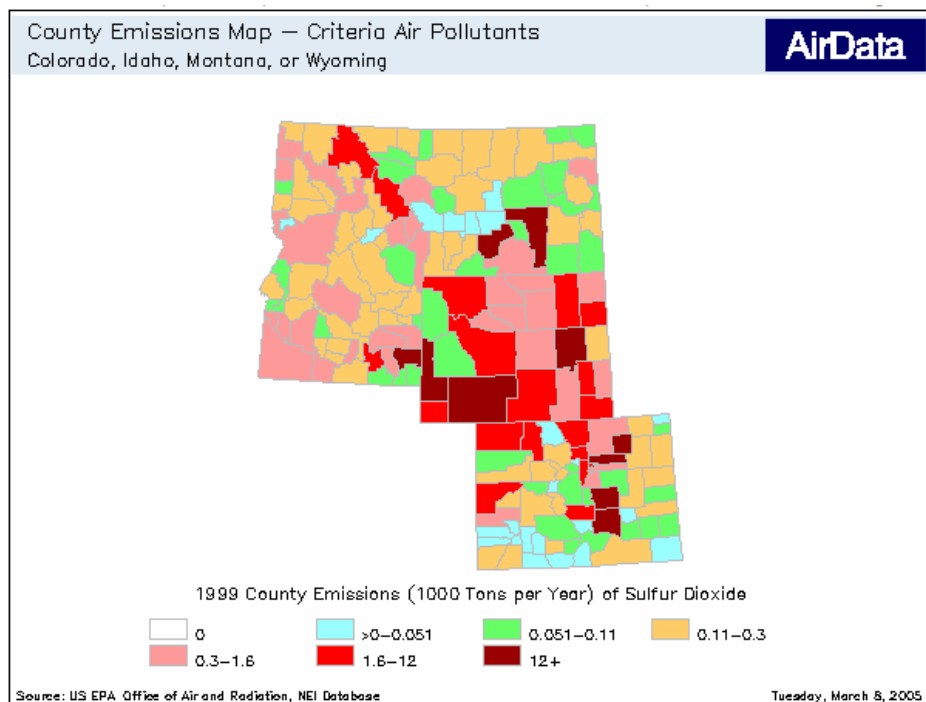 County Emissions Map – Criteria Air Pollutants
Colorado, Idaho, Montana, or Wyoming
AirData
1999 County Emissions (1000 Tons per Year) of Sulfur Dioxide
0
>0–0.051
0.051–0.11
0.11–0.3
0.3–1.6
1.6–12
12+
Source: US EPA Office of Air and Radiation, NEI Database
Tuesday, March 8, 2005